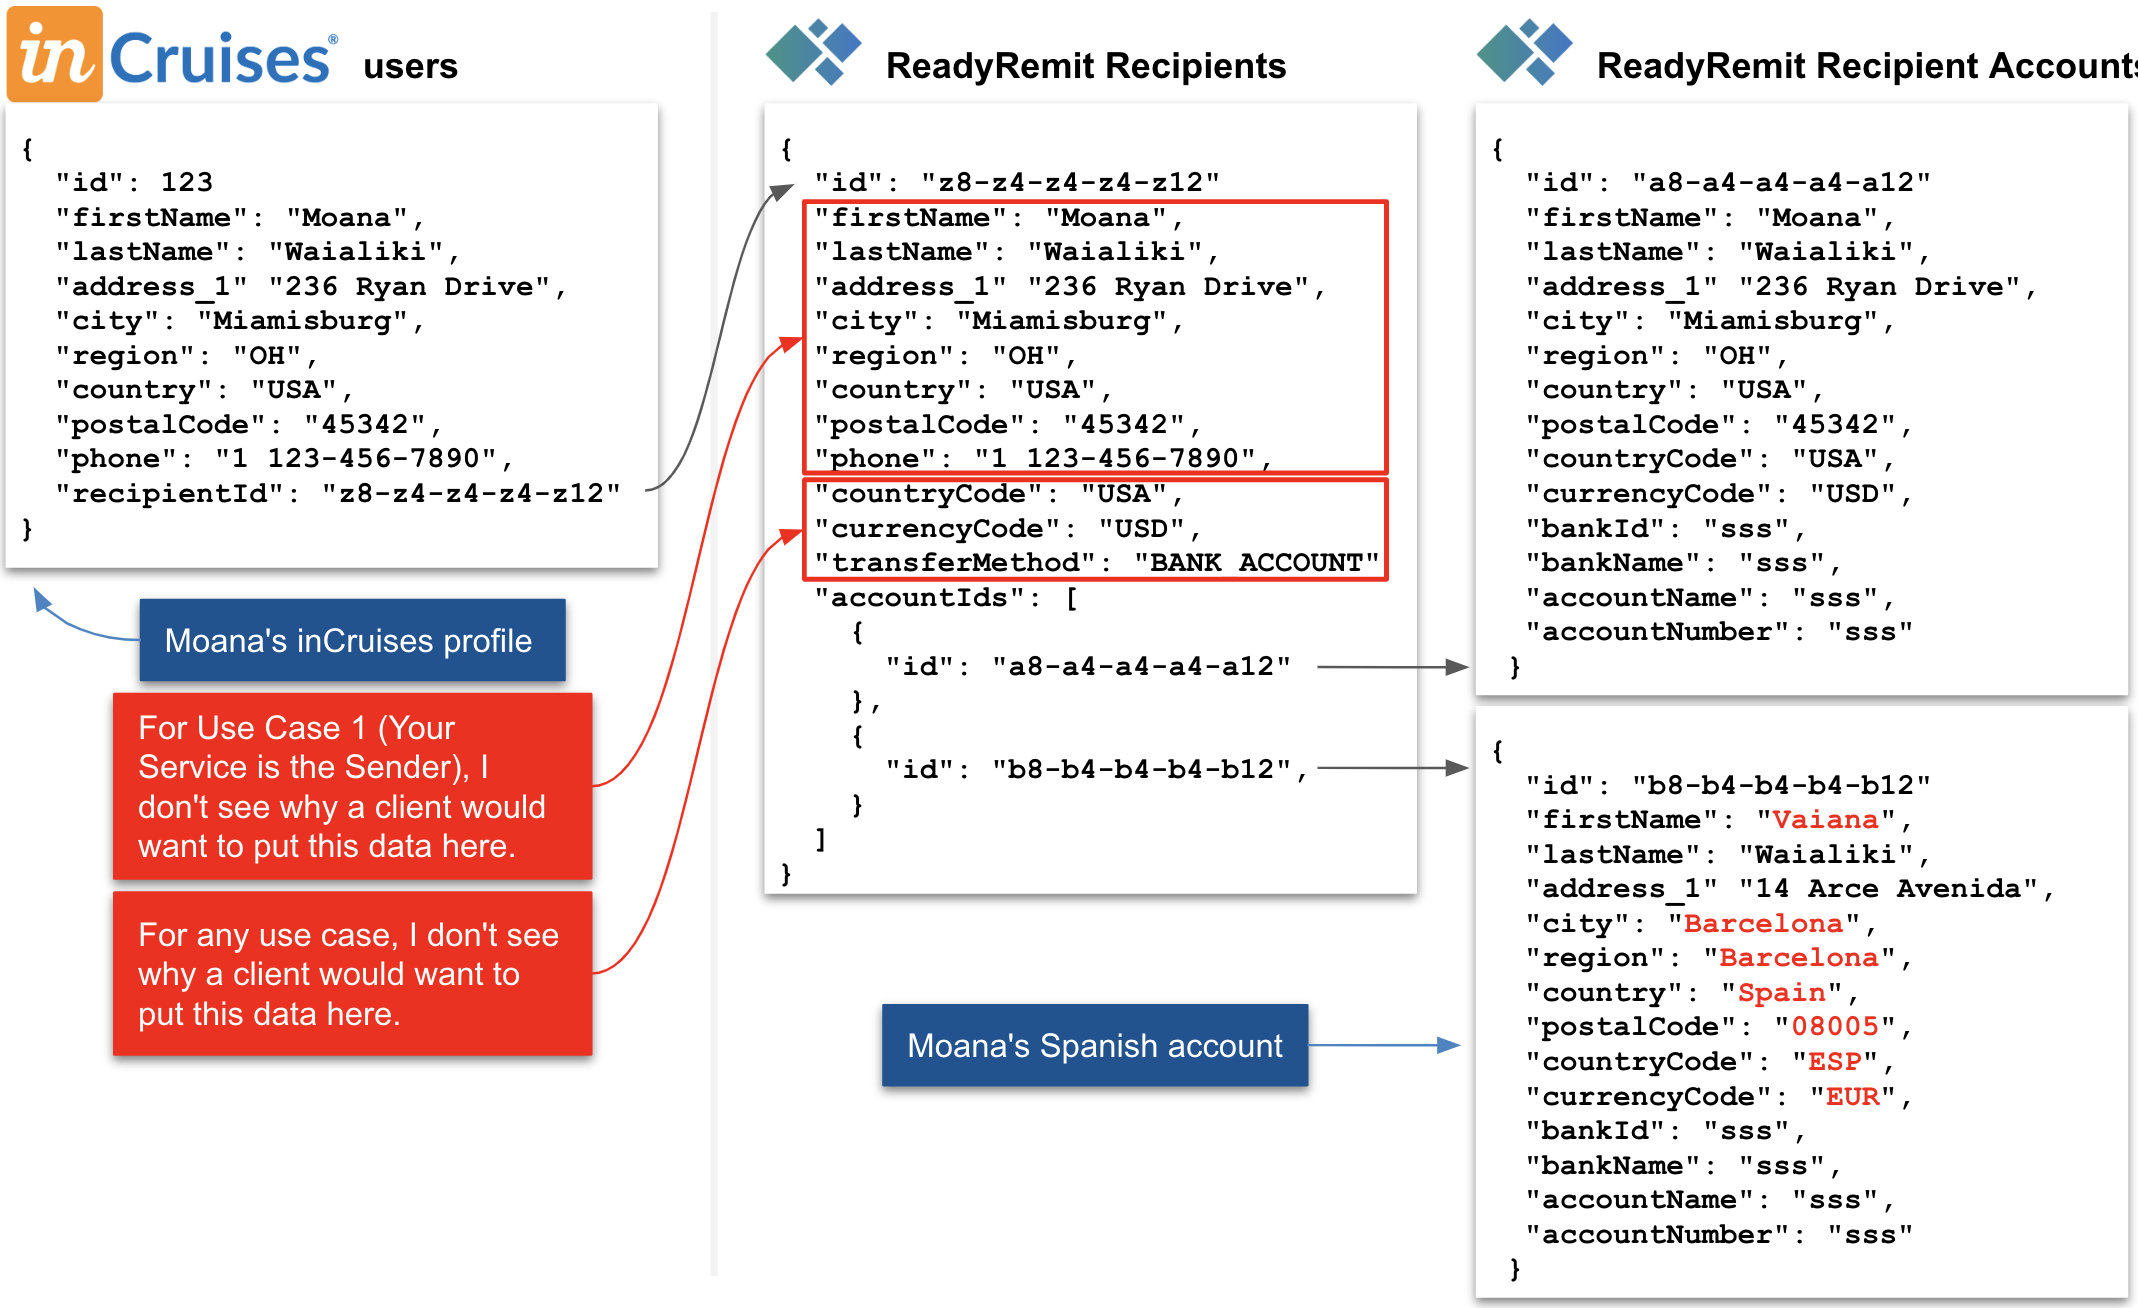 inCruises® users
{
"id": 123
"firstName": "Moana",
"lastName": "Waialiki",
"address_1" "236 Ryan Drive",
"city": "Miamisburg",
"region": "OH",
"country": "USA",
"postalCode": "45342",
"phone": "1 123-456-7890",
"recipientId": "z8-z4-z4-z4-z12"
}
Moana's inCruises profile
For Use Case 1 (Your
Service is the Sender), I
don't see why a client would
want to put this data here.
For any use case, I don't see
why a client would want to
put this data here.
ReadyRemit Recipients
{
"id": "z8-z4-z4-z4-z12"
"firstName": "Moana",
"lastName": "Waialiki",
"address_1" "236 Ryan Drive",
"city": "Miamisburg",
"region": "OH",
"country": "USA",
"postalCode": "45342",
"phone": "1 123-456-7890",
"countryCode": "USA",
"currencyCode": "USD",
"transferMethod": "BANK ACCOUNT"
"accountIds": [
{
"id": "a8-a4-a4-a4-a12"
},
{
"id": "b8-b4-b4-b4-b12",
}
]
}
Moana's Spanish account
ReadyRemit Recipient Accounts
{
"id": "a8-a4-a4-a4-a12"
"firstName": "Moana",
"lastName": "Waialiki",
"address_1" "236 Ryan Drive",
"city": "Miamisburg",
"region": "OH",
"country": "USA",
"postalCode": "45342",
"countryCode": "USA",
"currencyCode": "USD",
"bankId": "sss",
"bankName": "sss",
"accountName": "sss",
"accountNumber": "sss"
}
{
"id": "b8-b4-b4-b4-b12"
"firstName": "Vaiana",
"lastName": "Waialiki",
"address_1" "14 Arce Avenida",
"city": "Barcelona",
"region": "Barcelona",
"country": "Spain",
"postalCode": "08005",
"countryCode": "ESP",
"currencyCode": "EUR",
"bankId": "sss",
"bankName": "sss",
"accountName": "sss",
"accountNumber": "sss"
}